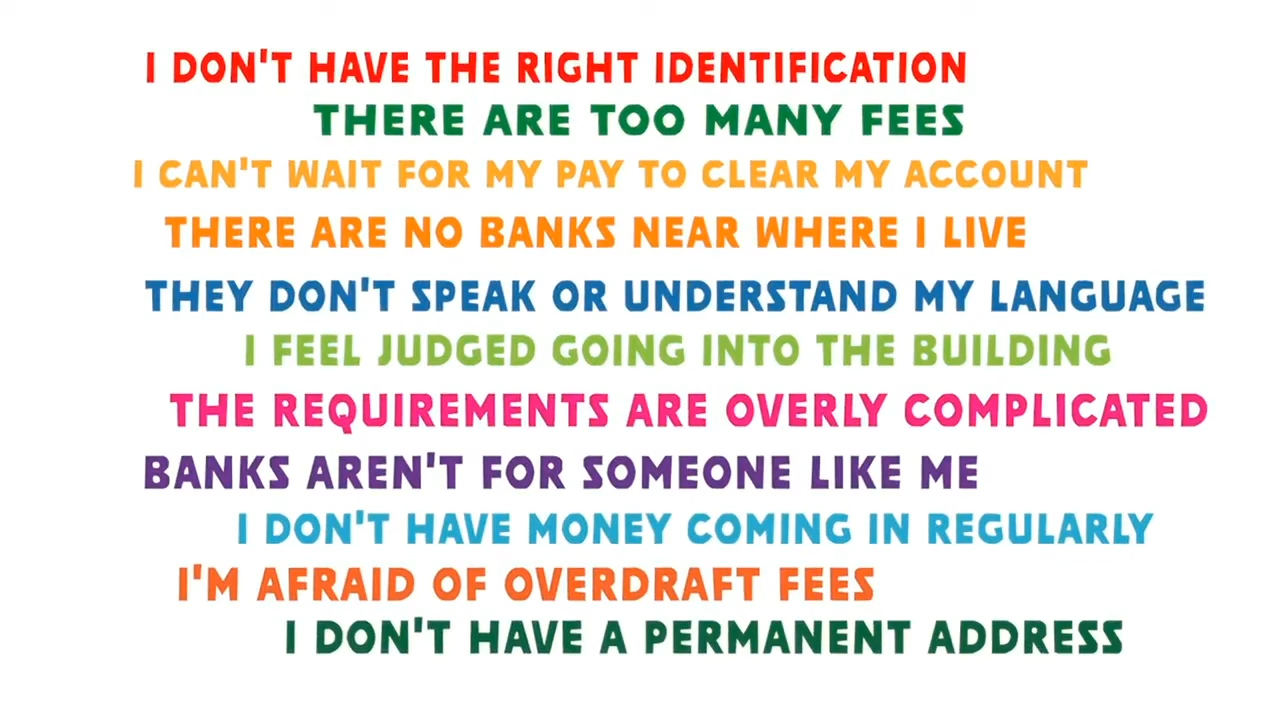 I DON'T HAVE THE RIGHT IDENTIFICATION
THERE ARE TOO MANY FEES
I CAN'T WAIT FOR MY PAY TO CLEAR MY ACCOUNT
THERE ARE NO BANKS NEAR WHERE I LIVE
THEY DON'T SPEAK OR UNDERSTAND MY LANGUAGE
I FEEL JUDGED GOING INTO THE BUILDING
THE REQUIREMENTS ARE OVERLY COMPLICATED
BANKS AREN'T FOR SOMEONE LIKE ME
I DON'T HAVE MONEY COMING IN REGULARLY
I'M AFRAID OF OVERDRAFT FEES
I DON'T HAVE A PERMANENT ADDRESS